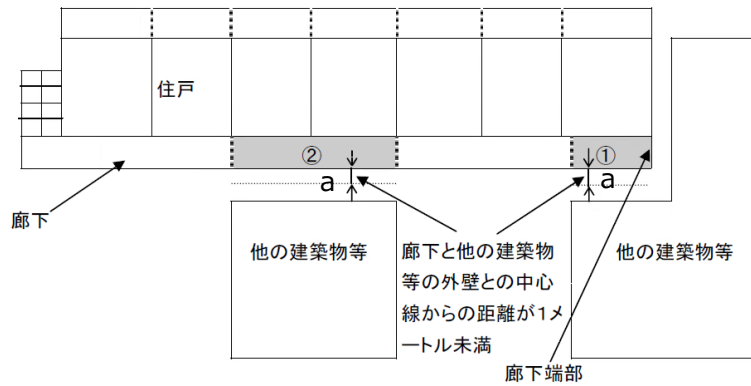 住戸
②
①
a
a
廊下
他の建築物等
廊下と他の建築物
等の外壁との中心
線からの距離が1メ
ートル未満
他の建築物等
廊下端部